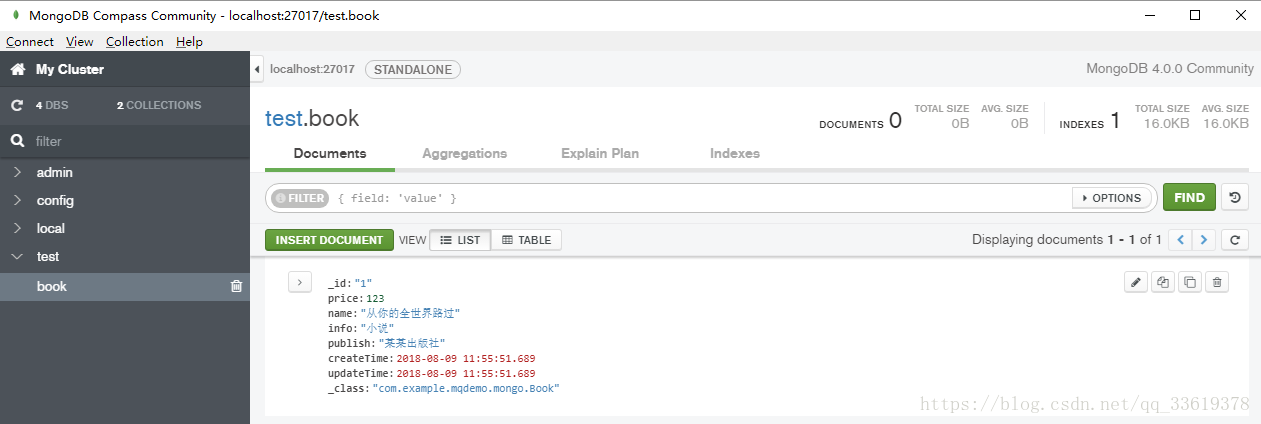 MongoDB Compass Community - localhost:27017/test.book
Connect View Collection Help
My Cluster
4 DBS 2 COLLECTIONS
filter
admin
config
local
test
book
localhost:27017 STANDALONE MongoDB 4.0.0 Community
test.book
DOCUMENTS 0 TOTAL SIZE 0B AVG. SIZE 0B INDEXES 1 TOTAL SIZE 16.0KB AVG. SIZE 16.0KB
Documents Aggregations Explain Plan Indexes
FILTER { field: 'value' } OPTIONS FIND
INSERT DOCUMENT VIEW LIST TABLE Displaying documents 1 - 1 of 1
_id: "1"
price: 123
name: "从你的全世界路过"
info: "小说"
publish: "某某出版社"
createTime: 2018-08-09 11:55:51.689
updateTime: 2018-08-09 11:55:51.689
_class: "com.example.mqdemo.mongo.Book"
https://blog.csdn.net/qq_33619378